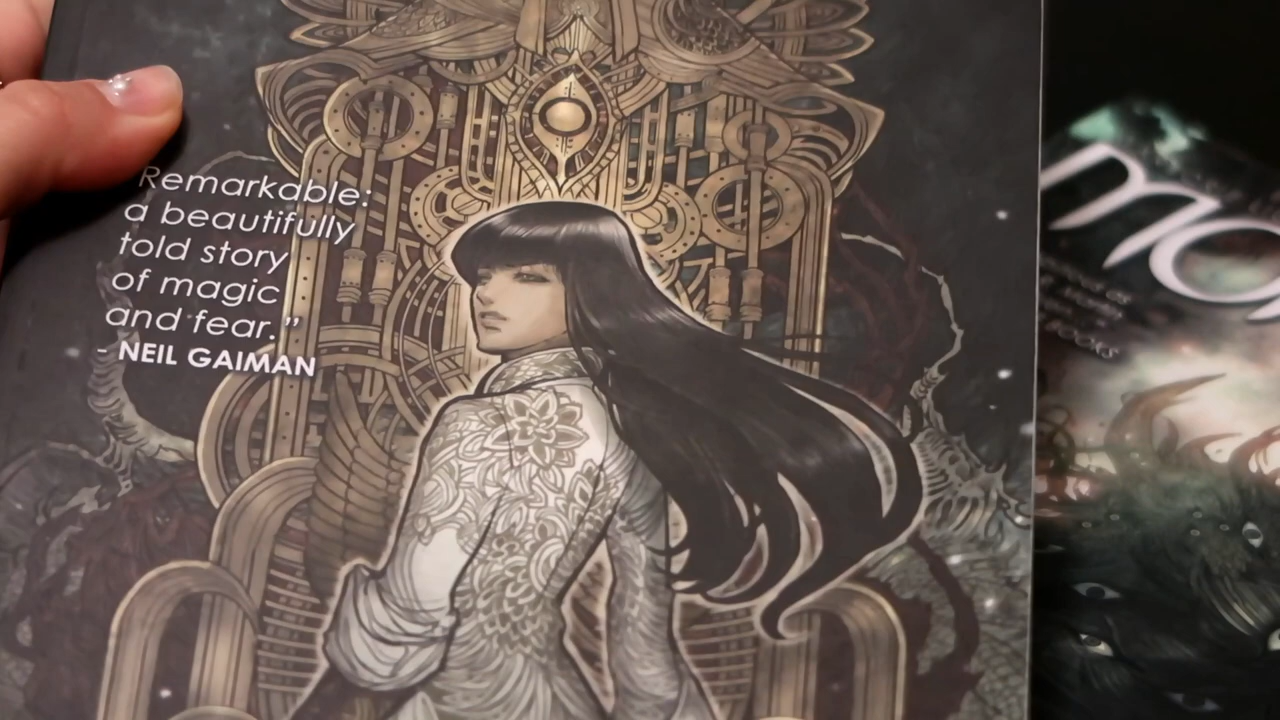 Remarkable:
a beautifully
told story
of magic
and fear.”
- NEIL GAIMAN